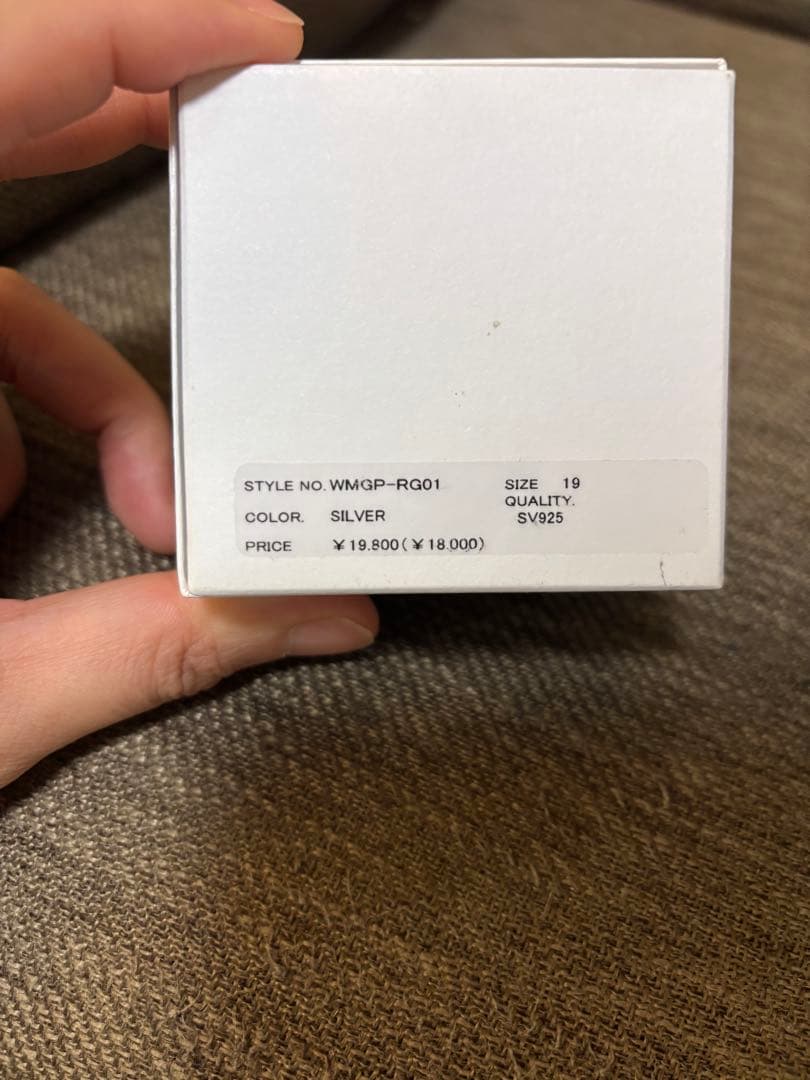 STYLE NO. WMGP-RG01
SIZE 19
QUALITY.
COLOR. SILVER
SV925
PRICE ¥19.800(¥18.000)